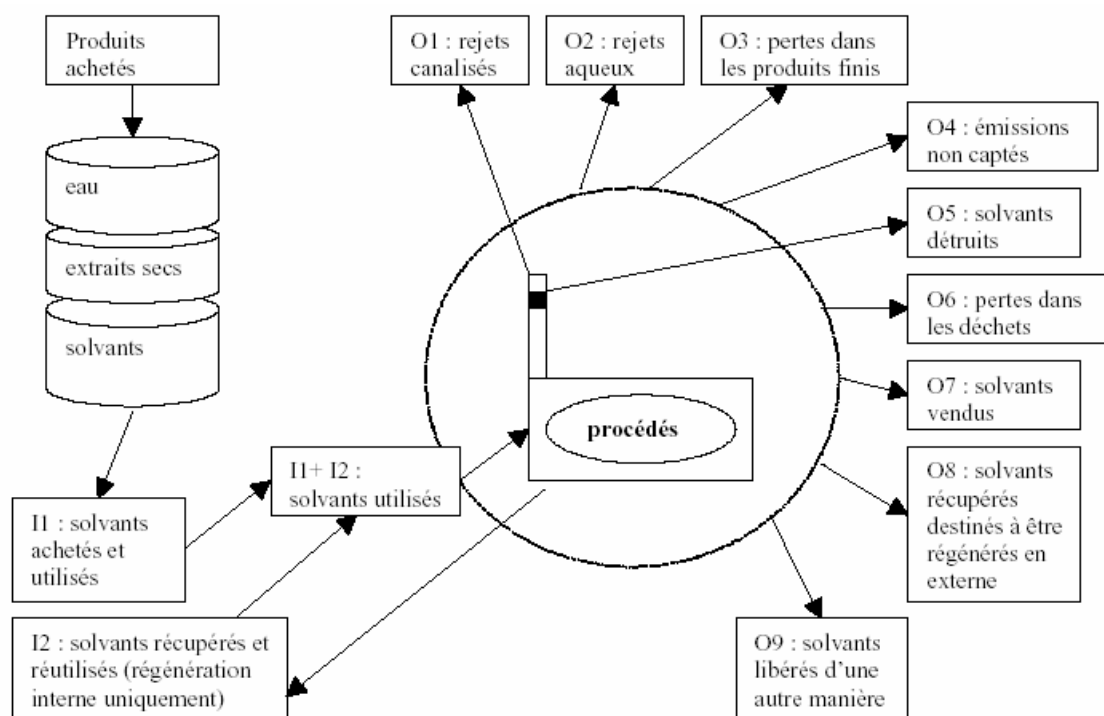 Produits
achetés
eau
extraits secs
solvants
I1 : solvants
achetés et
utilisés
I2 : solvants récupérés et
réutilisés (régénération
interne uniquement)
I1+ I2 :
solvants utilisés
procédés
O1 : rejets
canalisés
O2 : rejets
aqueux
O3 : pertes dans
les produits finis
O4 : émissions
non captés
O5 : solvants
détruits
O6 : pertes dans
les déchets
O7 : solvants
vendus
O8 : solvants
récupérés
destinés à être
régénérés en
externe
O9 : solvants
libérés d’une
autre manière